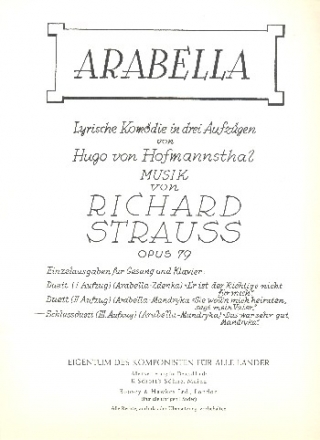 ARABELLA
Lyrische Komödie in drei Aufzügen
von
Hugo von Hofmannsthal
MUSIK
von
RICHARD
STRAUSS
OPUS 79
Einzelausgaben für Gesang und Klavier
Duett (I Aufzug) (Arabella-Zdenka) »Er ist der Richtige nicht
für mich"
Duett (II Aufzug) (Arabella-Mandryka »Sie woll'n mich heiraten,
sagt mein Vater"
Schlussduett (III. Aufzug) (Arabella-Mandryka) »Das war sehr gut
Mandryka"
EIGENTUM DES KOMPONISTEN FÜR ALLE LÄNDER
Mainz
Boosey & Hawkes Ltd., London